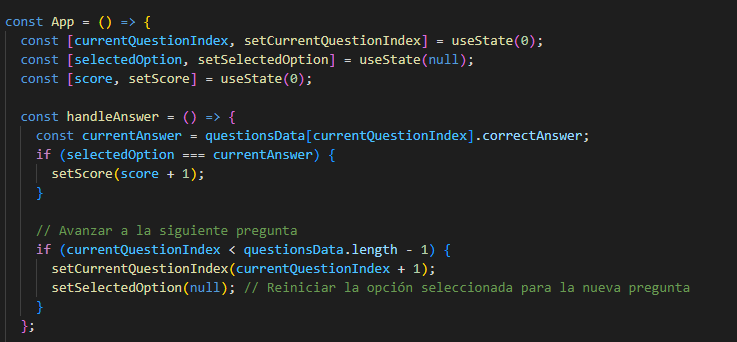 const App = () => {
const [currentQuestionIndex, setCurrentQuestionIndex] = useState(0);
const [selectedOption, setSelectedOption] = useState(null);
const [score, setScore] = useState(0);
const handleAnswer = () => {
const currentAnswer = questionsData[currentQuestionIndex].correctAnswer;
if (selectedOption === currentAnswer) {
setScore(score + 1);
}
// Avanzar a la siguiente pregunta
if (currentQuestionIndex < questionsData.length - 1) {
setCurrentQuestionIndex(currentQuestionIndex + 1);
setSelectedOption(null); // Reiniciar la opción seleccionada para la nueva pregunta
}
};